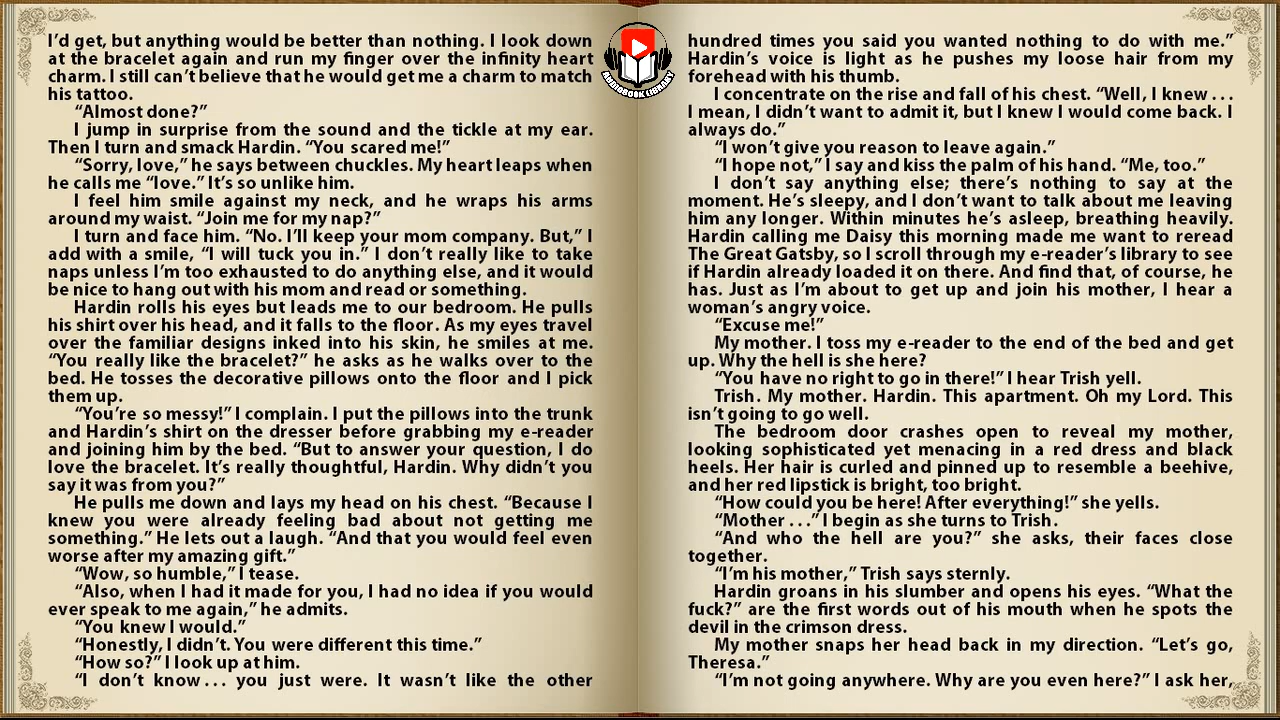 I’d get, but anything would be better than nothing. I look down
at the bracelet again and run my finger over the infinity heart
charm. I still can’t believe that he would get me a charm to match
his tattoo.
“Almost done?”
I jump in surprise from the sound and the tickle at my ear.
Then I turn and smack Hardin. “You scared me!”
“Sorry, love,” he says between chuckles. My heart leaps when
he calls me “love.” It’s so unlike him.
I feel him smile against my neck, and he wraps his arms
around my waist. “Join me for my nap?”
I turn and face him. “No. I’ll keep your mom company. But,” I
add with a smile, “I will tuck you in.” I don’t really like to take
naps unless I’m too exhausted to do anything else, and it would
be nice to hang out with his mom and read or something.
Hardin rolls his eyes but leads me to our bedroom. He pulls
his shirt over his head, and it falls to the floor. As my eyes travel
over the familiar designs inked into his skin, he smiles at me.
“You really like the bracelet?” he asks as he walks over to the
bed. He tosses the decorative pillows onto the floor and I pick
them up.
“You’re so messy!” I complain. I put the pillows into the trunk
and Hardin’s shirt on the dresser before grabbing my e-reader
and joining him by the bed. “But to answer your question, I do
love the bracelet. It’s really thoughtful, Hardin. Why didn’t you
say it was from you?”
He pulls me down and lays my head on his chest. “Because I
knew you were already feeling bad about not getting me
something.” He lets out a laugh. “And that you would feel even
worse after my amazing gift.”
“Wow, so humble,” I tease.
“Also, when I had it made for you, I had no idea if you would
ever speak to me again,” he admits.
“You knew I would.”
“Honestly, I didn’t. You were different this time.”
“How so?” I look up at him.
“I don’t know . . . you just were. It wasn’t like the other
AUDIOBOOK LIBRARY
hundred times you said you wanted nothing to do with me.”
Hardin’s voice is light as he pushes my loose hair from my
forehead with his thumb.
I concentrate on the rise and fall of his chest. “Well, I knew . . .
I mean, I didn’t want to admit it, but I knew I would come back. I
always do.”
“I won’t give you reason to leave again.”
“I hope not,” I say and kiss the palm of his hand. “Me, too.”
I don’t say anything else; there’s nothing to say at the
moment. He’s sleepy, and I don’t want to talk about me leaving
him any longer. Within minutes he’s asleep, breathing heavily.
Hardin calling me Daisy this morning made me want to reread
The Great Gatsby, so I scroll through my e-reader’s library to see
if Hardin already loaded it on there. And find that, of course, he
has. Just as I’m about to get up and join his mother, I hear a
woman’s angry voice.
“Excuse me!”
My mother. I toss my e-reader to the end of the bed and get
up. Why the hell is she here?
“You have no right to go in there!” I hear Trish yell.
Trish. My mother. Hardin. This apartment. Oh my Lord. This
isn’t going to go well.
The bedroom door crashes open to reveal my mother,
looking sophisticated yet menacing in a red dress and black
heels. Her hair is curled and pinned up to resemble a beehive,
and her red lipstick is bright, too bright.
“How could you be here! After everything!” she yells.
“Mother . . .” I begin as she turns to Trish.
“And who the hell are you?” she asks, their faces close
together.
“I’m his mother,” Trish says sternly.
Hardin groans in his slumber and opens his eyes. “What the
fuck?” are the first words out of his mouth when he spots the
devil in the crimson dress.
My mother snaps her head back in my direction. “Let’s go,
Theresa.”
“I’m not going anywhere. Why are you even here?” I ask her,